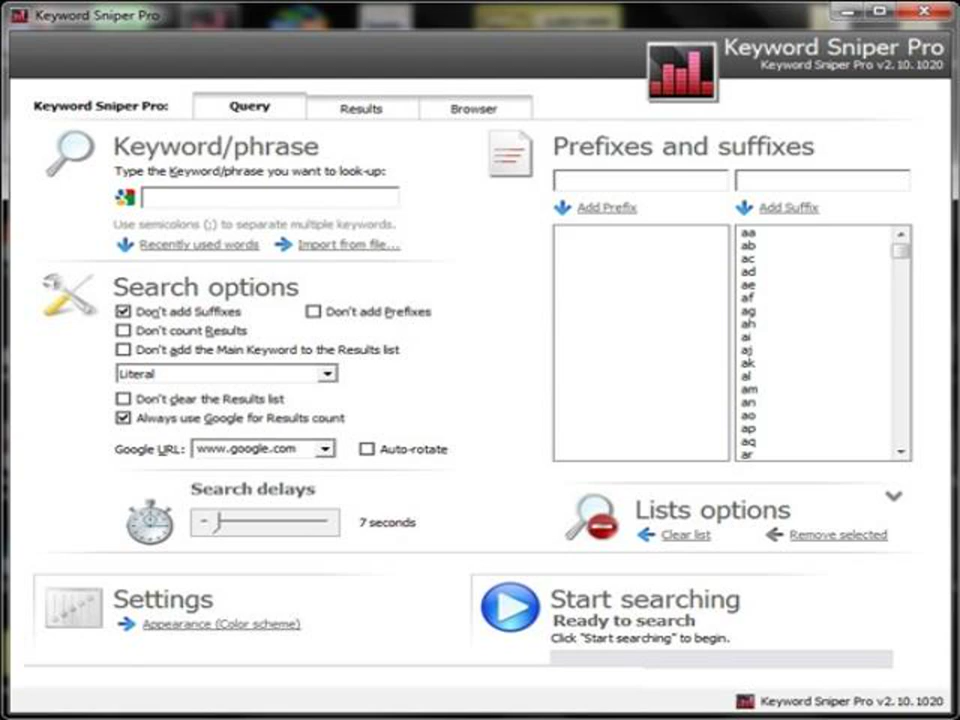 Keyword Sniper Pro
Keyword Sniper Pro
Keyword Sniper Pro v2.10.1020
Keyword Sniper Pro:
Query
Results
Browser
Keyword/phrase
Type the Keyword/phrase you want to look-up:
Use semicolons (;) to separate multiple keywords.
Recently used words
Import from file...
Search options
Don't add Suffixes
Don't add Prefixes
Don't count Results
Don't add the Main Keyword to the Results list
Literal
Don't clear the Results list
Always use Google for Results count
Google URL:
www.google.com
Auto-rotate
Search delays
7 seconds
Prefixes and suffixes
Add Prefix
Add Suffix
aa
ab
ac
ad
ae
af
ag
ah
ai
aj
ak
al
am
an
ao
ap
aq
ar
Lists options
Clear list
Remove selected
Settings
Appearance (Color scheme)
Start searching
Ready to search
Click "Start searching" to begin.
Keyword Sniper Pro v2.10.1020